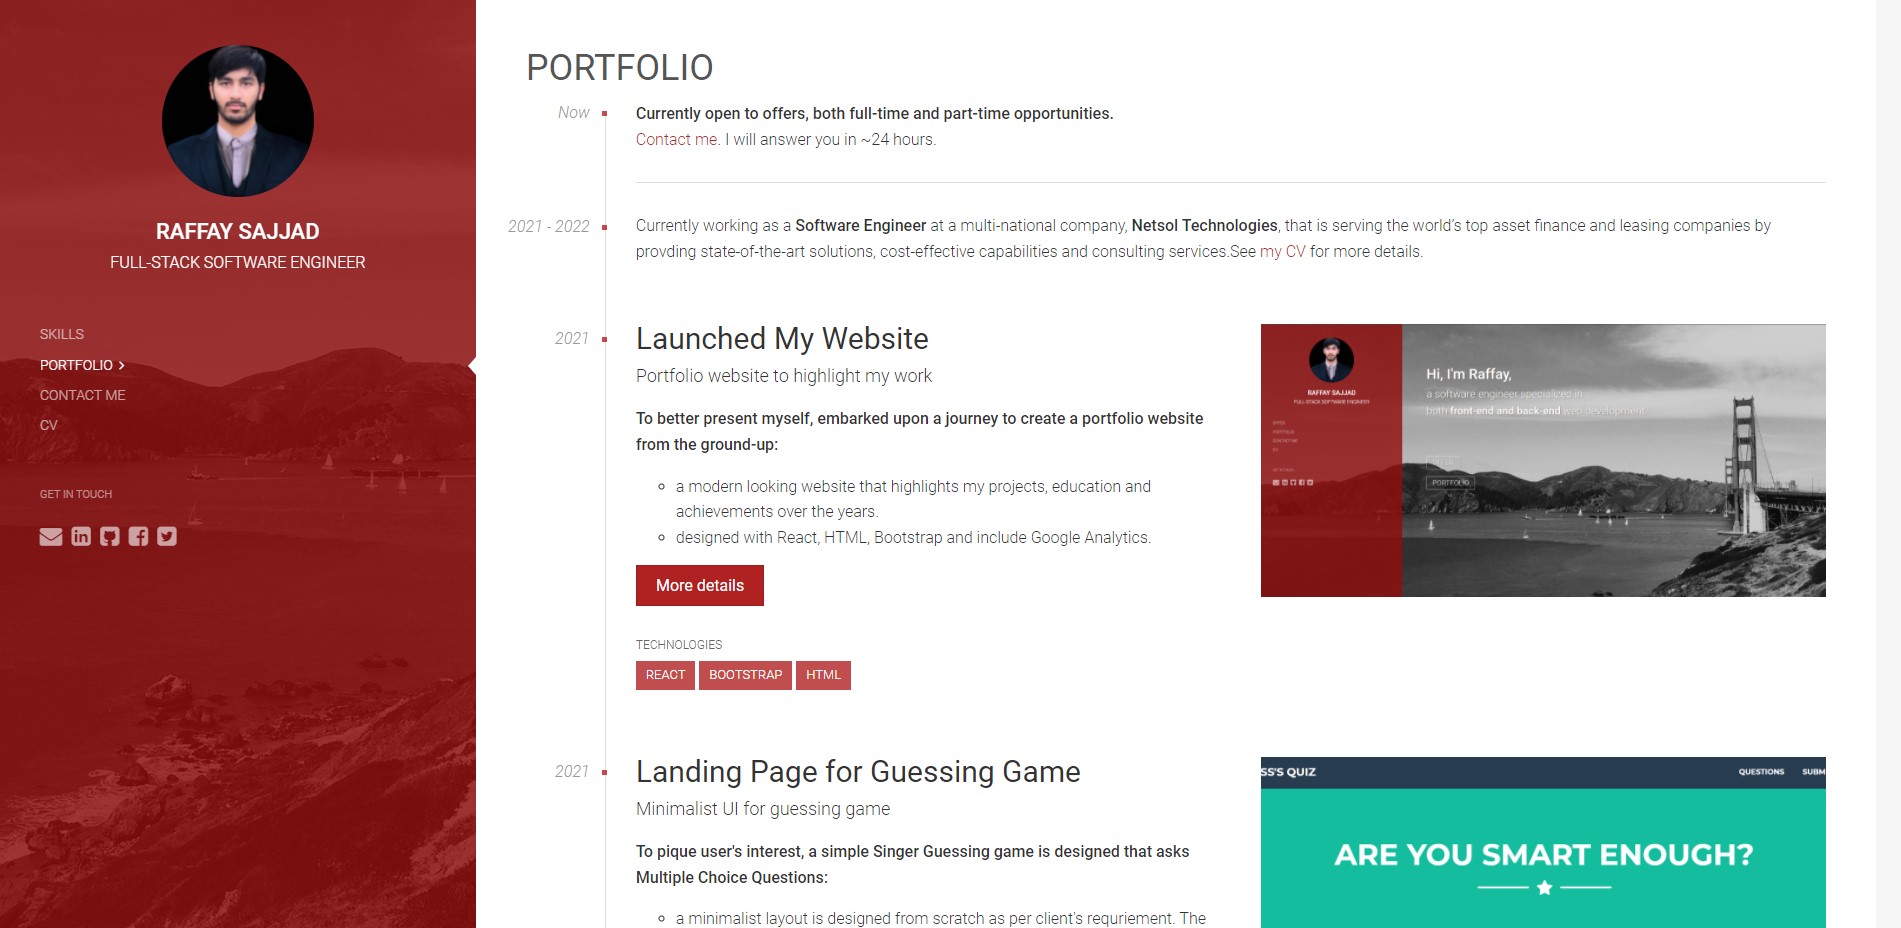 RAFFAY SAJJAD
FULL-STACK SOFTWARE ENGINEER
SKILLS
PORTFOLIO
CONTACT ME
CV
GET IN TOUCH
PORTFOLIO
Now
Currently open to offers, both full-time and part-time opportunities.
Contact me. I will answer you in ~24 hours.
2021 - 2022
Currently working as a Software Engineer at a multi-national company, Netsol Technologies, that is serving the world's top asset finance and leasing companies by
provding state-of-the-art solutions, cost-effective capabilities and consulting services.See my CV for more details.
2021
Launched My Website
Portfolio website to highlight my work
To better present myself, embarked upon a journey to create a portfolio website
from the ground-up:
a modern looking website that highlights my projects, education and
achievements over the years.
designed with React, HTML, Bootstrap and include Google Analytics.
More details
TECHNOLOGIES
REACT
BOOTSTRAP
HTML
RAFFAY SAJJAD
FULL-STACK SOFTWARE ENGINEER
PORTFOLIO
CONTACT ME
CV
Hi, I'm Raffay,
a software engineer specialized in
both front-end and back-end web development
PORTFOLIO
2021
Landing Page for Guessing Game
Minimalist UI for guessing game
To pique user's interest, a simple Singer Guessing game is designed that asks
Multiple Choice Questions:
a minimalist layout is designed from scratch as per client's requriement. The
SS'S QUIZ
QUESTIONS
SUBM
ARE YOU SMART ENOUGH?